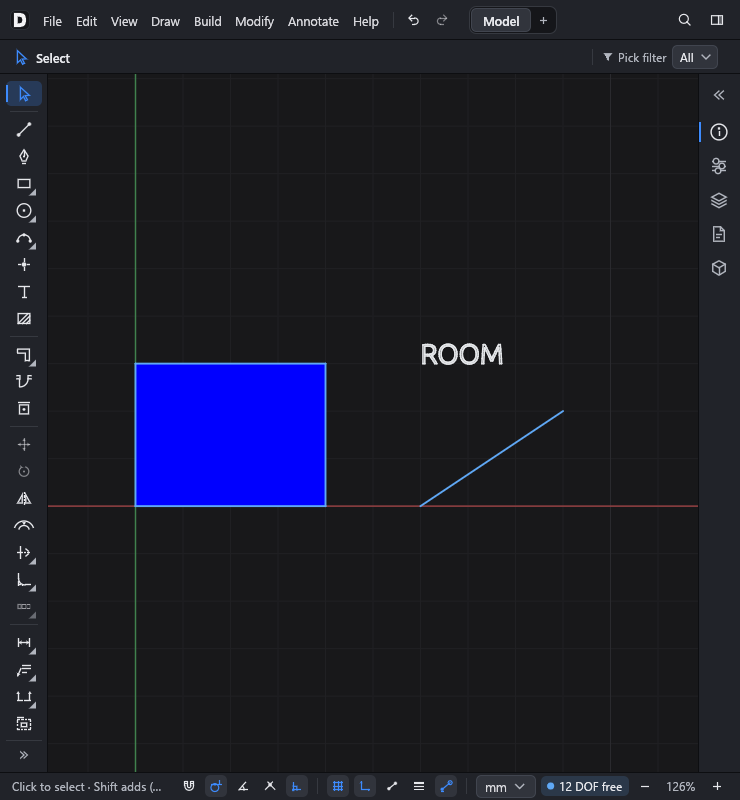 D File Edit View Draw Build Modify Annotate Help Model +
Select Pick filter All
ROOM
Click to select · Shift adds (... mm 12 DOF free − 126% +